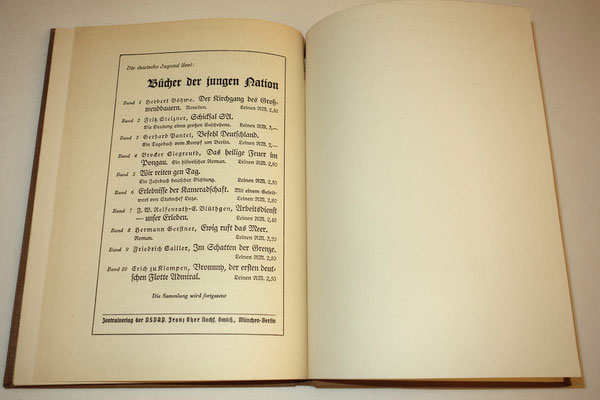 Die deutsche Jugend liest:
Bücher der jungen Nation
Band 1 Herbert Böhme, Der Kirchgang des Groß-
wendbauern. Novellen. Leinen RM. 2,80
Band 2 Fritz Stelzner, Schicksal SA.
Die Deutung eines großen Geschehens. Leinen RM. 3,—
Band 3 Gerhard Pantel, Befehl Deutschland.
Ein Tagebuch vom Kampf um Berlin. Leinen RM. 2,—
Band 4 Brocker Siegreuth, Das heilige Feuer im
Pongau. Ein historischer Roman. Leinen RM. 2,80
Band 5 Wir reiten gen Tag.
Ein Jahrbuch deutscher Dichtung. Leinen RM. 2,80
Band 6 Erlebnisse der Kameradschaft. Mit einem Geleit-
wort von Stabschef Lutze. Leinen RM. 2,80
Band 7 F. W. Reifenrath-E. Blüthgen, Arbeitsdienst
— unser Erleben. Leinen RM. 2,40
Band 8 Hermann Gerstner, Ewig ruft das Meer.
Roman. Leinen RM. 3,20
Band 9 Friedrich Sailler, Im Schatten der Grenze.
Leinen RM. 2,80
Band 10 Erich zu Klampen, Brommy, der ersten deut-
schen Flotte Admiral. Leinen RM. 2,50
Die Sammlung wird fortgesetzt
Zentralverlag der NSDAP. Franz Eher Nachf. GmbH., München-Berlin